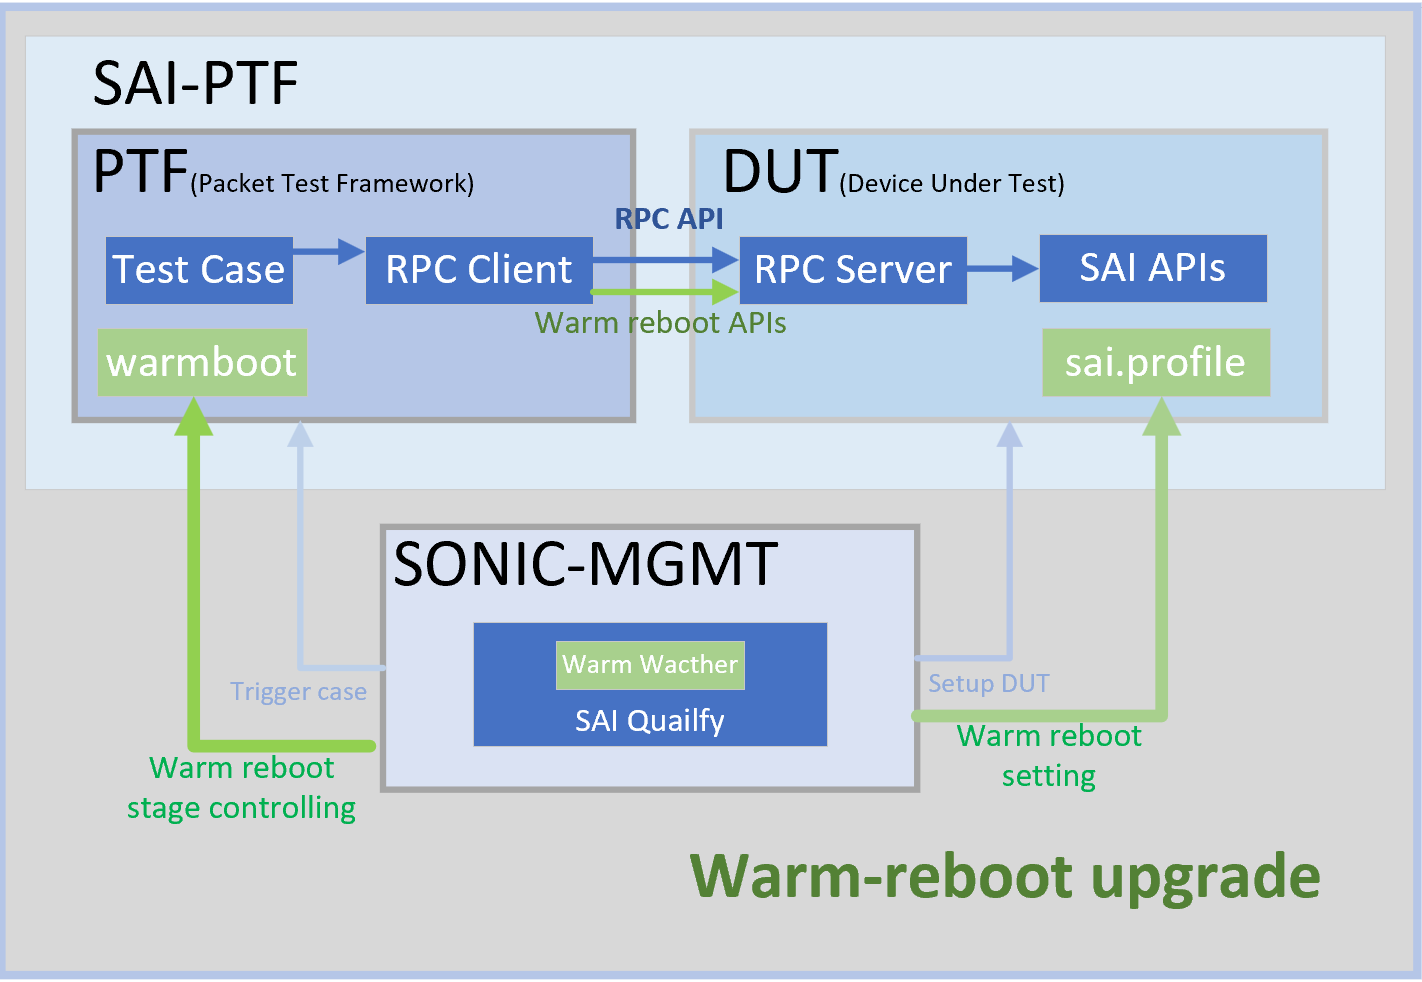 SAI-PTF
PTF(Packet Test Framework)
DUT(Device Under Test)
RPC API
Test Case
RPC Client
RPC Server
SAI APIs
Warm reboot APIs
warmboot
sai.profile
SONIC-MGMT
Warm Wacther
SAI Quailfy
Trigger case
Setup DUT
Warm reboot
stage controlling
Warm reboot
setting
Warm-reboot upgrade